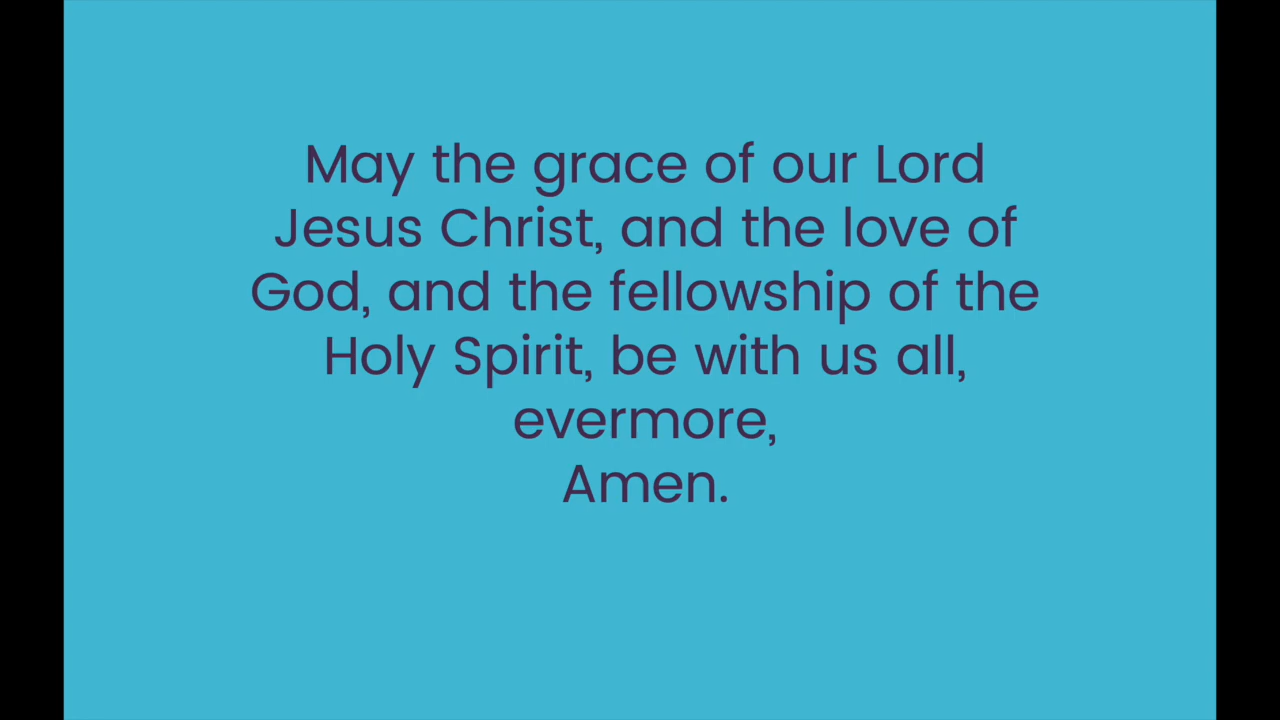 May the grace of our Lord
Jesus Christ, and the love of
God, and the fellowship of the
Holy Spirit, be with us all,
evermore,
Amen.